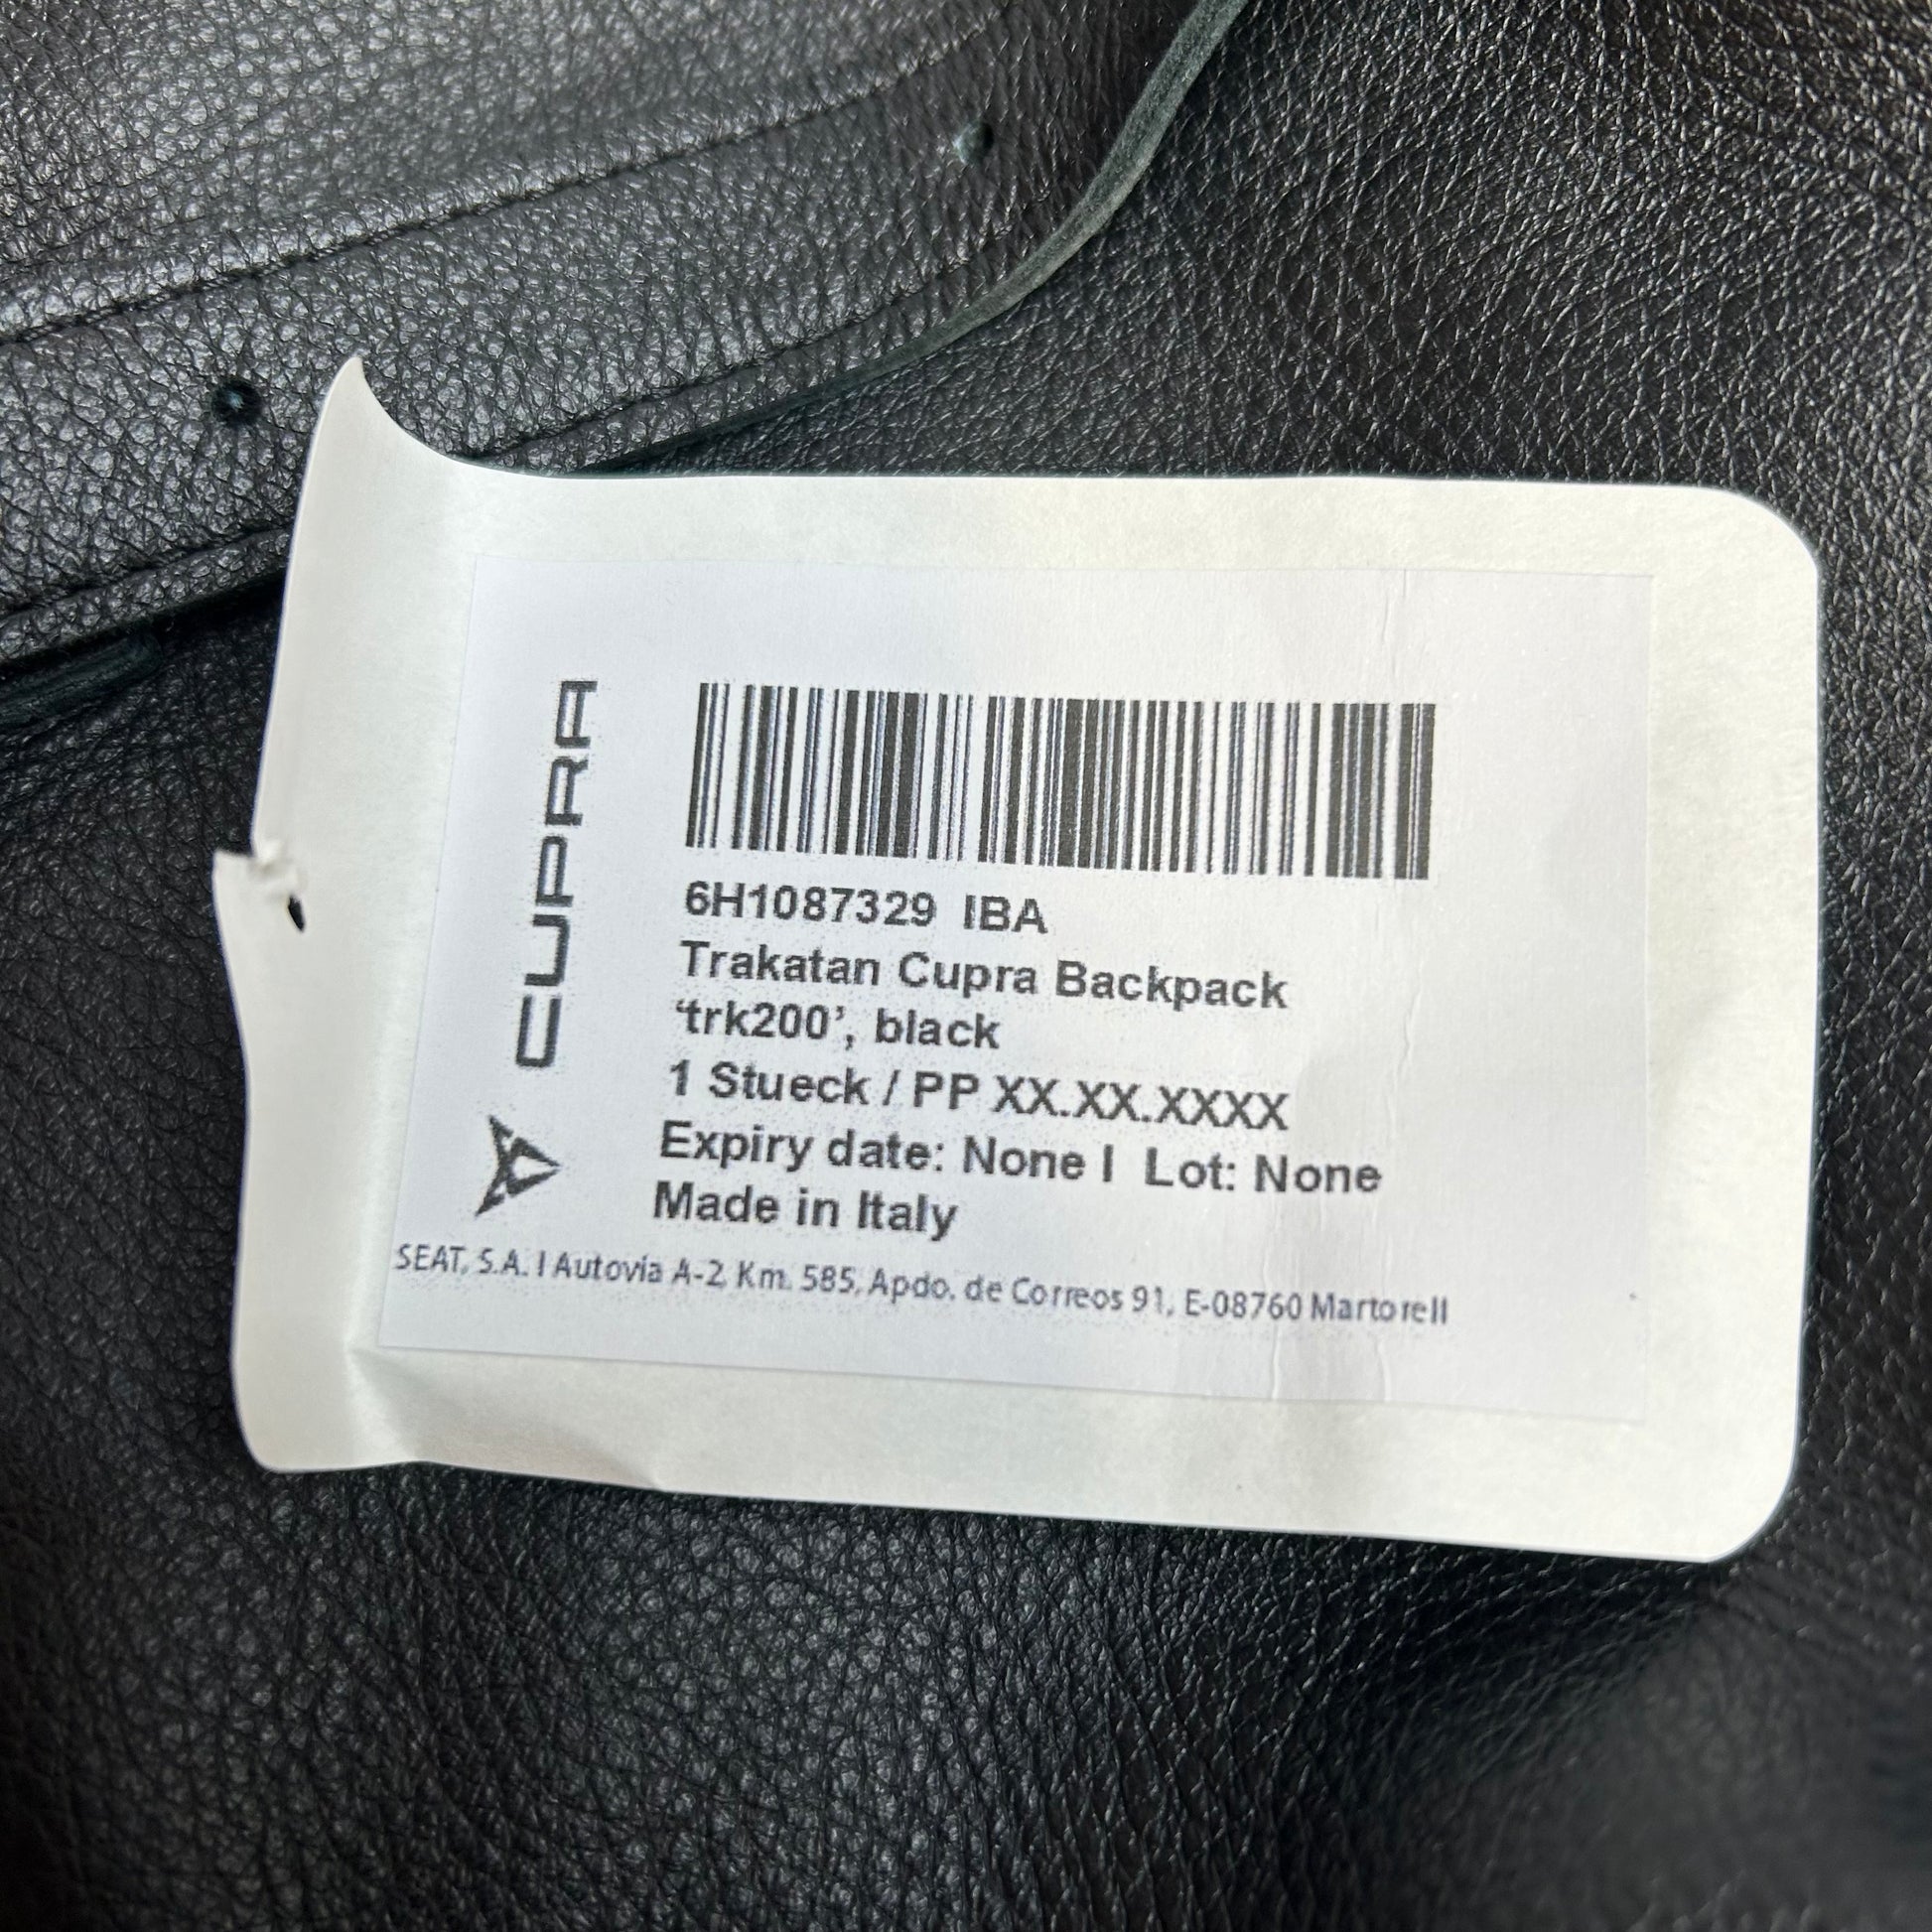 CUPRA
6H1087329 IBA
Trakatan Cupra Backpack
‘trk200’, black
1 Stueck / PP XX.XX.XXXX
Expiry date: None I Lot: None
Made in Italy
SEAT, S.A. I Autovía A-2, Km. 585, Apdo. de Correos 91, E-08760 Martorell